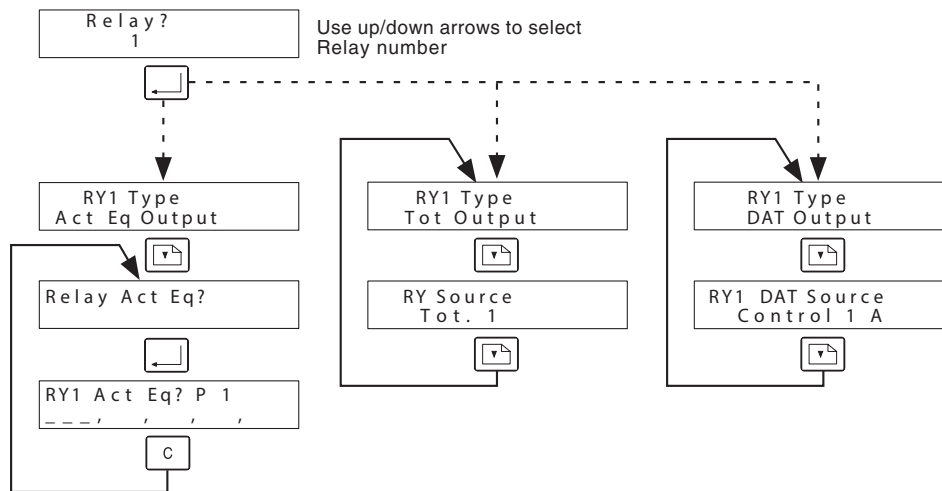 Relay?
1
Use up/down arrows to select
Relay number
RY1 Type
Act Eq Output
Relay Act Eq?
RY1 Act Eq? P 1
_ _ _, , , ,
C
RY1 Type
Tot Output
RY Source
Tot. 1
RY1 Type
DAT Output
RY1 DAT Source
Control 1 A